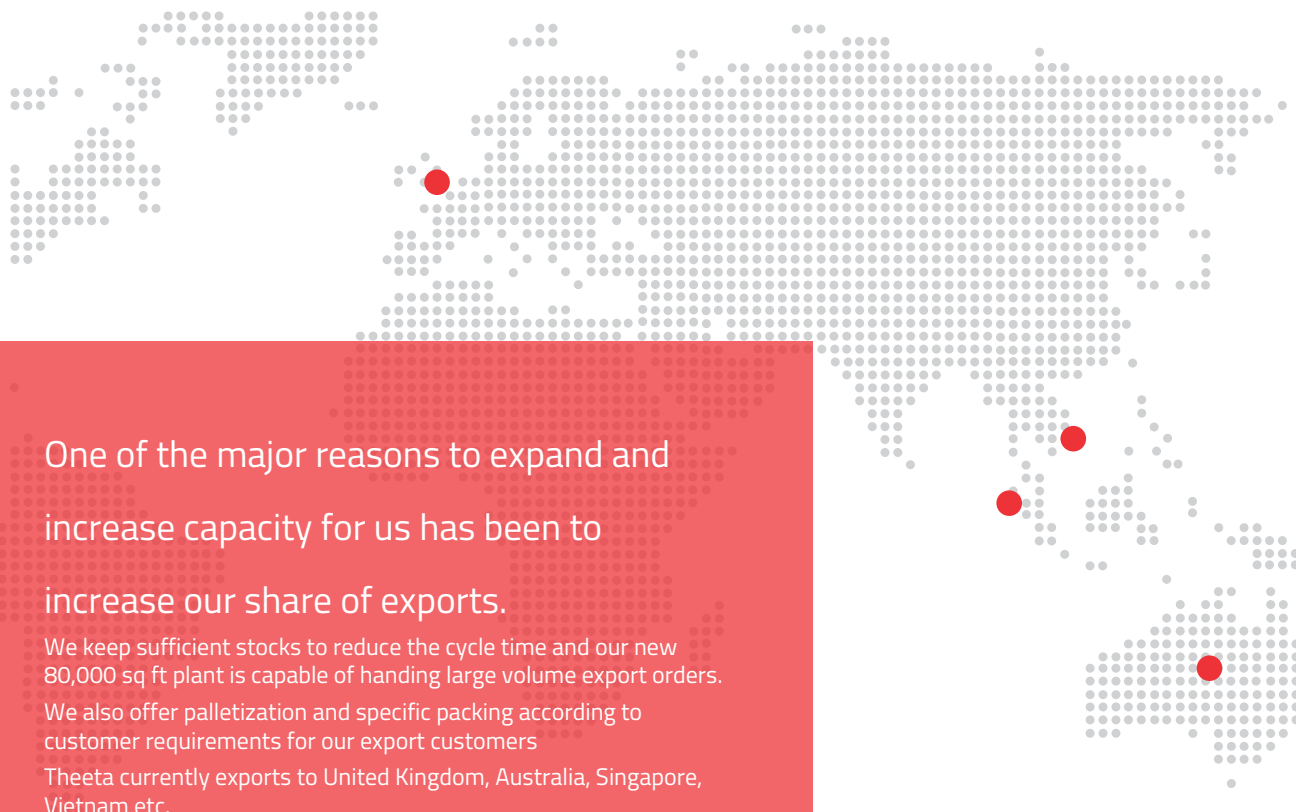 One of the major reasons to expand and
increase capacity for us has been to
increase our share of exports.
We keep sufficient stocks to reduce the cycle time and our new
80,000 sq ft plant is capable of handing large volume export orders.
We also offer palletization and specific packing according to
customer requirements for our export customers
Theeta currently exports to United Kingdom, Australia, Singapore,
Vietnam etc.